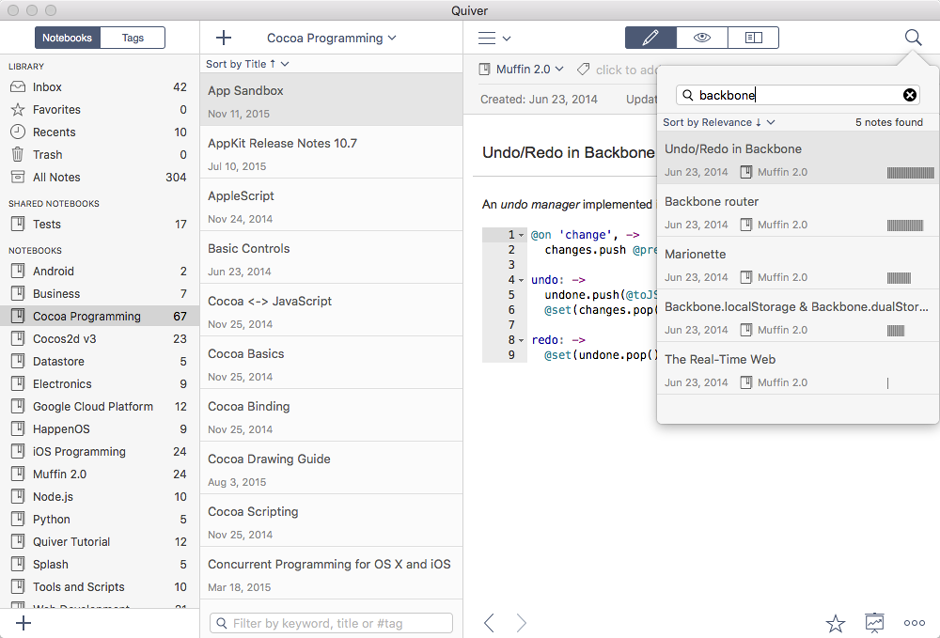 Quiver
Notebooks Tags
LIBRARY
Inbox 42
Favorites 0
Recents 10
Trash 0
All Notes 304
SHARED NOTEBOOKS
Tests 17
NOTEBOOKS
Android 2
Business 7
Cocoa Programming 67
Cocos2d v3 23
Datastore 5
Electronics 9
Google Cloud Platform 12
HappenOS 9
iOS Programming 24
Muffin 2.0 24
Node.js 10
Python 5
Quiver Tutorial 12
Splash 5
Tools and Scripts 10
Cocoa Programming
Sort by Title ↑
App Sandbox
Nov 11, 2015
AppKit Release Notes 10.7
Jul 10, 2015
AppleScript
Nov 24, 2014
Basic Controls
Jun 23, 2014
Cocoa <-> JavaScript
Nov 25, 2014
Cocoa Basics
Nov 25, 2014
Cocoa Binding
Nov 25, 2014
Cocoa Drawing Guide
Aug 3, 2015
Cocoa Scripting
Nov 25, 2014
Concurrent Programming for OS X and iOS
Mar 18, 2015
Filter by keyword, title or #tag
Muffin 2.0 click to add
Created: Jun 23, 2014 Updat
Undo/Redo in Backbone
An undo manager implemented
1 @on 'change', ->
2 changes.push @pre
3
4 undo: ->
5 undone.push(@toJS
6 @set(changes.pop(
7
8 redo: ->
9 @set(undone.pop()
backbone
Sort by Relevance ↓ 5 notes found
Undo/Redo in Backbone
Jun 23, 2014 Muffin 2.0
Backbone router
Jun 23, 2014 Muffin 2.0
Marionette
Jun 23, 2014 Muffin 2.0
Backbone.localStorage & Backbone.dualStor...
Jun 23, 2014 Muffin 2.0
The Real-Time Web
Jun 23, 2014 Muffin 2.0